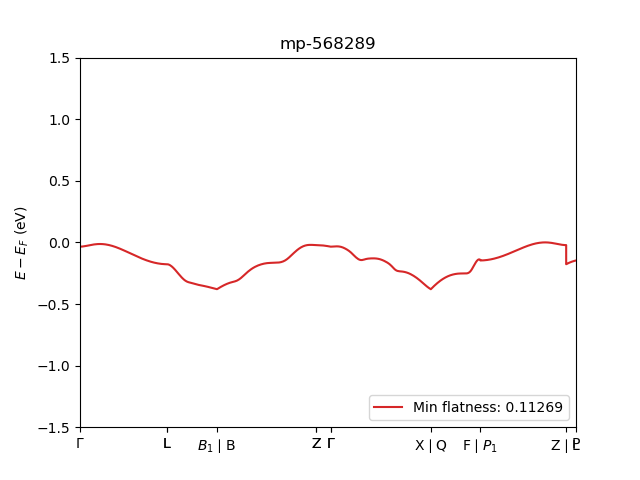 mp-568289
1.5
1.0
0.5
0.0
−0.5
−1.0
−1.5
E − E_F (eV)
Min flatness: 0.11269
Γ L B₁ | B Z Γ X | Q F | P₁ Z | L P